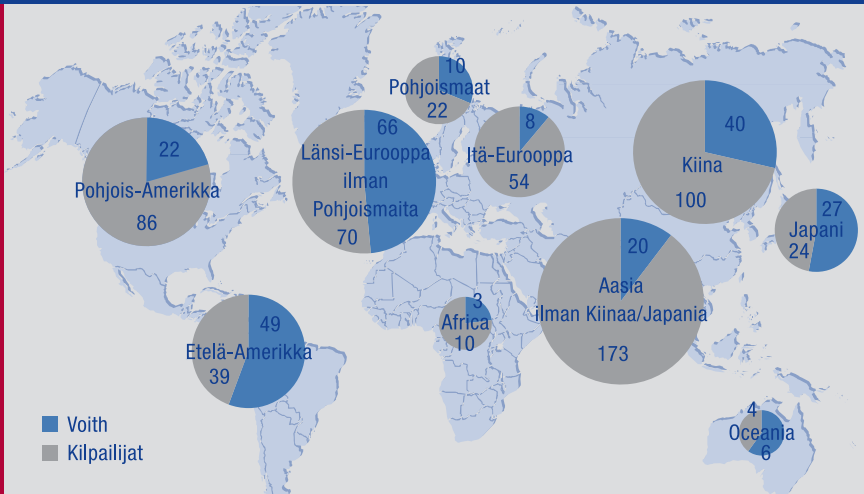 10
Pohjoismaat
22
66
Länsi-Eurooppa
ilman
Pohjoismaita
70
8
Itä-Eurooppa
54
40
Kiina
100
22
Pohjois-Amerikka
86
27
Japani
24
20
Aasia
ilman Kiinaa/Japania
173
3
Africa
10
49
Etelä-Amerikka
39
4
Oceania
6
Voith
Kilpailijat